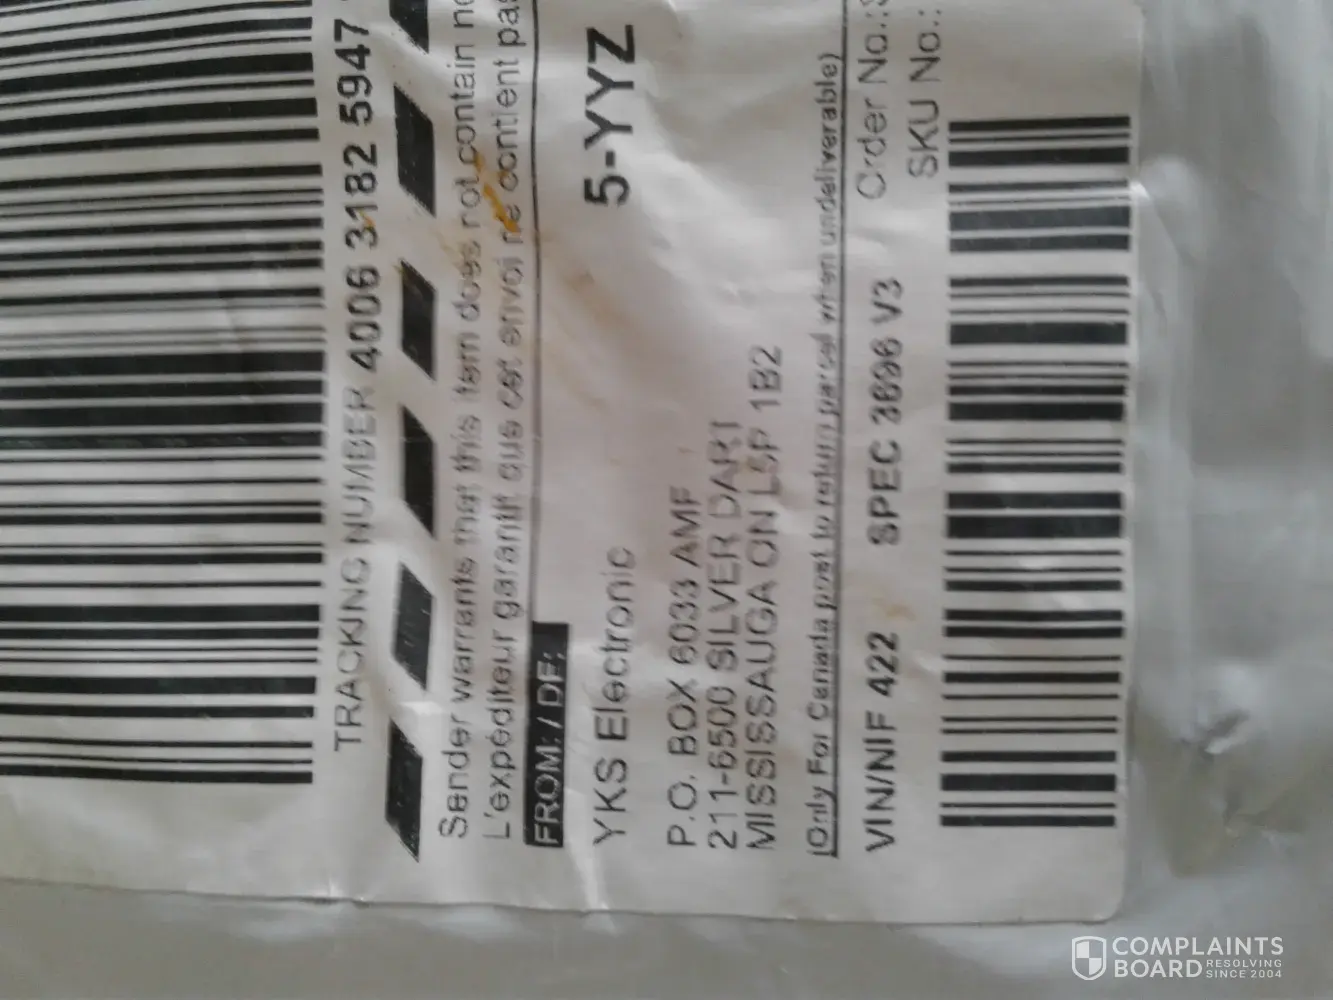 TRACKING NUMBER 4006 3182 5947
Sender warrants that this item does not contain
L'expéditeur garantit que cet envoi ne contient pas
FROM: / DE:
YKS Electronic
5-YYZ
P.O. BOX 6033 AMF
211-6500 SILVER DART
MISSISSAUGA ON L5P 1B2
(Only For Canada post to return parcel when undeliverable)
VIN/NIF 422 SPEC 3696 V3 Order No.:
SKU No.:
COMPLAINTS
BOARD RESOLVING
SINCE 2004